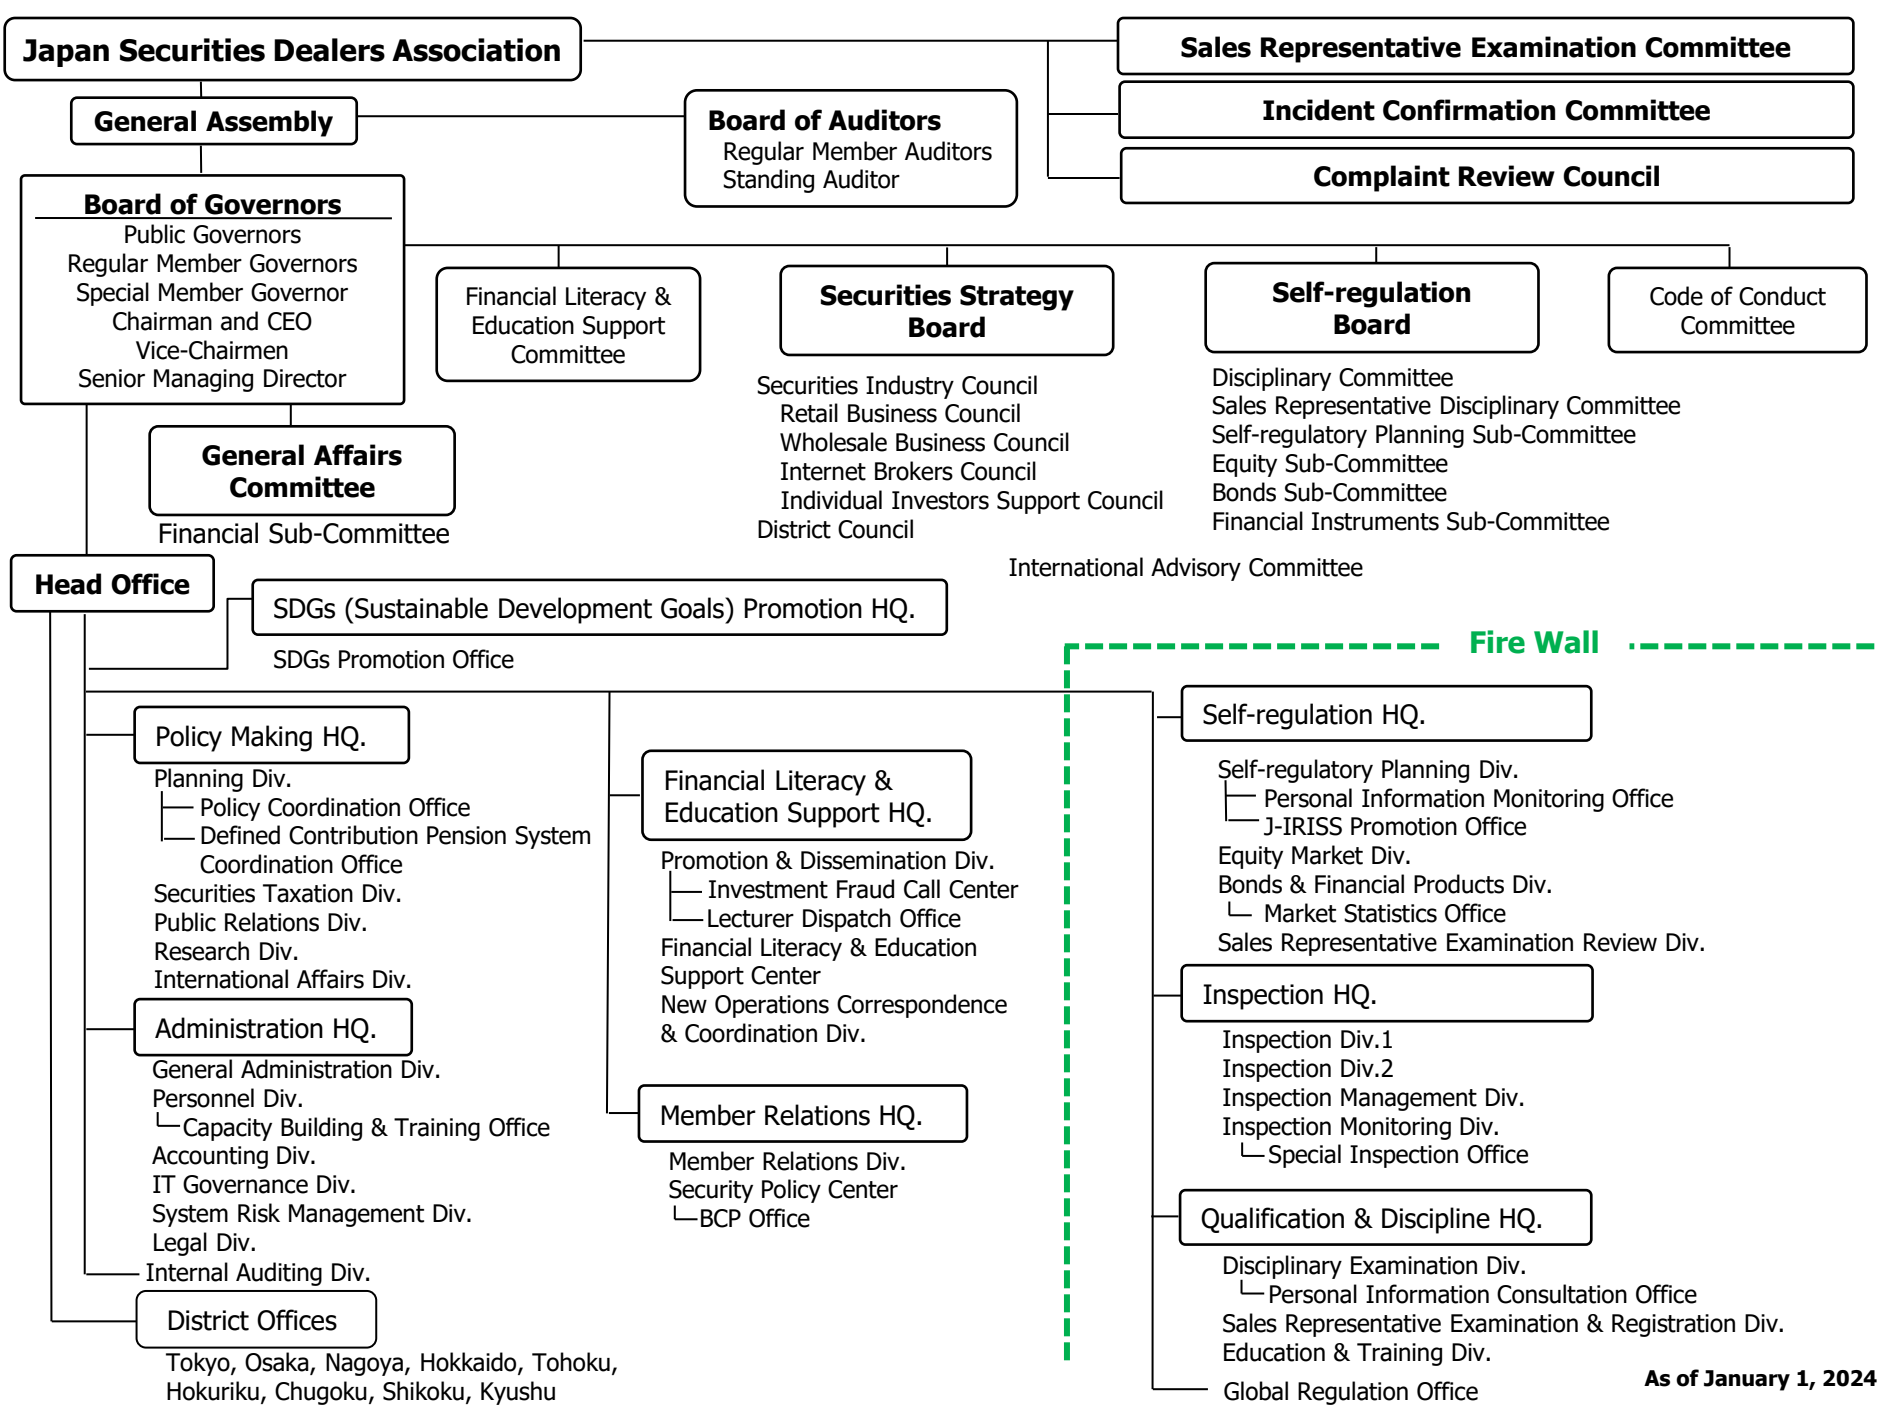 Japan Securities Dealers Association
Sales Representative Examination Committee
Incident Confirmation Committee
Complaint Review Council
General Assembly
Board of Auditors
Regular Member Auditors
Standing Auditor
Board of Governors
Public Governors
Regular Member Governors
Special Member Governor
Chairman and CEO
Vice-Chairmen
Senior Managing Director
Financial Literacy &
Education Support
Committee
Securities Strategy
Board
Securities Industry Council
Retail Business Council
Wholesale Business Council
Internet Brokers Council
Individual Investors Support Council
District Council
Self-regulation
Board
Disciplinary Committee
Sales Representative Disciplinary Committee
Self-regulatory Planning Sub-Committee
Equity Sub-Committee
Bonds Sub-Committee
Financial Instruments Sub-Committee
Code of Conduct
Committee
General Affairs
Committee
Financial Sub-Committee
International Advisory Committee
Head Office
SDGs (Sustainable Development Goals) Promotion HQ.
SDGs Promotion Office
Policy Making HQ.
Planning Div.
Policy Coordination Office
Defined Contribution Pension System
Coordination Office
Securities Taxation Div.
Public Relations Div.
Research Div.
International Affairs Div.
Administration HQ.
General Administration Div.
Personnel Div.
Capacity Building & Training Office
Accounting Div.
IT Governance Div.
System Risk Management Div.
Legal Div.
Internal Auditing Div.
District Offices
Tokyo, Osaka, Nagoya, Hokkaido, Tohoku,
Hokuriku, Chugoku, Shikoku, Kyushu
Financial Literacy &
Education Support HQ.
Promotion & Dissemination Div.
Investment Fraud Call Center
Lecturer Dispatch Office
Financial Literacy & Education
Support Center
New Operations Correspondence
& Coordination Div.
Member Relations HQ.
Member Relations Div.
Security Policy Center
BCP Office
Fire Wall
Self-regulation HQ.
Self-regulatory Planning Div.
Personal Information Monitoring Office
J-IRISS Promotion Office
Equity Market Div.
Bonds & Financial Products Div.
Market Statistics Office
Sales Representative Examination Review Div.
Inspection HQ.
Inspection Div.1
Inspection Div.2
Inspection Management Div.
Inspection Monitoring Div.
Special Inspection Office
Qualification & Discipline HQ.
Disciplinary Examination Div.
Personal Information Consultation Office
Sales Representative Examination & Registration Div.
Education & Training Div.
Global Regulation Office
As of January 1, 2024